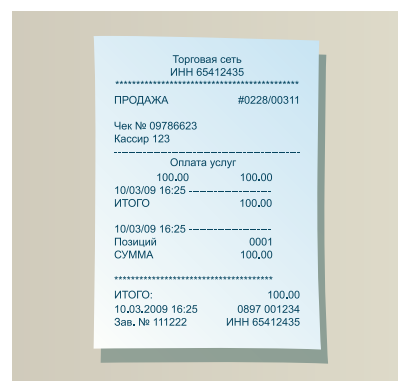 Торговая сеть
ИНН 65412435
********************************************
ПРОДАЖА #0228/00311
Чек № 09786623
Кассир 123
--------------------------------------------
Оплата услуг
100.00 100.00
10/03/09 16:25 --------------------
ИТОГО 100.00
10/03/09 16:25 --------------------
Позиций 0001
СУММА 100.00
**************************************
ИТОГО: 100.00
10.03.2009 16:25 0897 001234
Зав. № 111222 ИНН 65412435